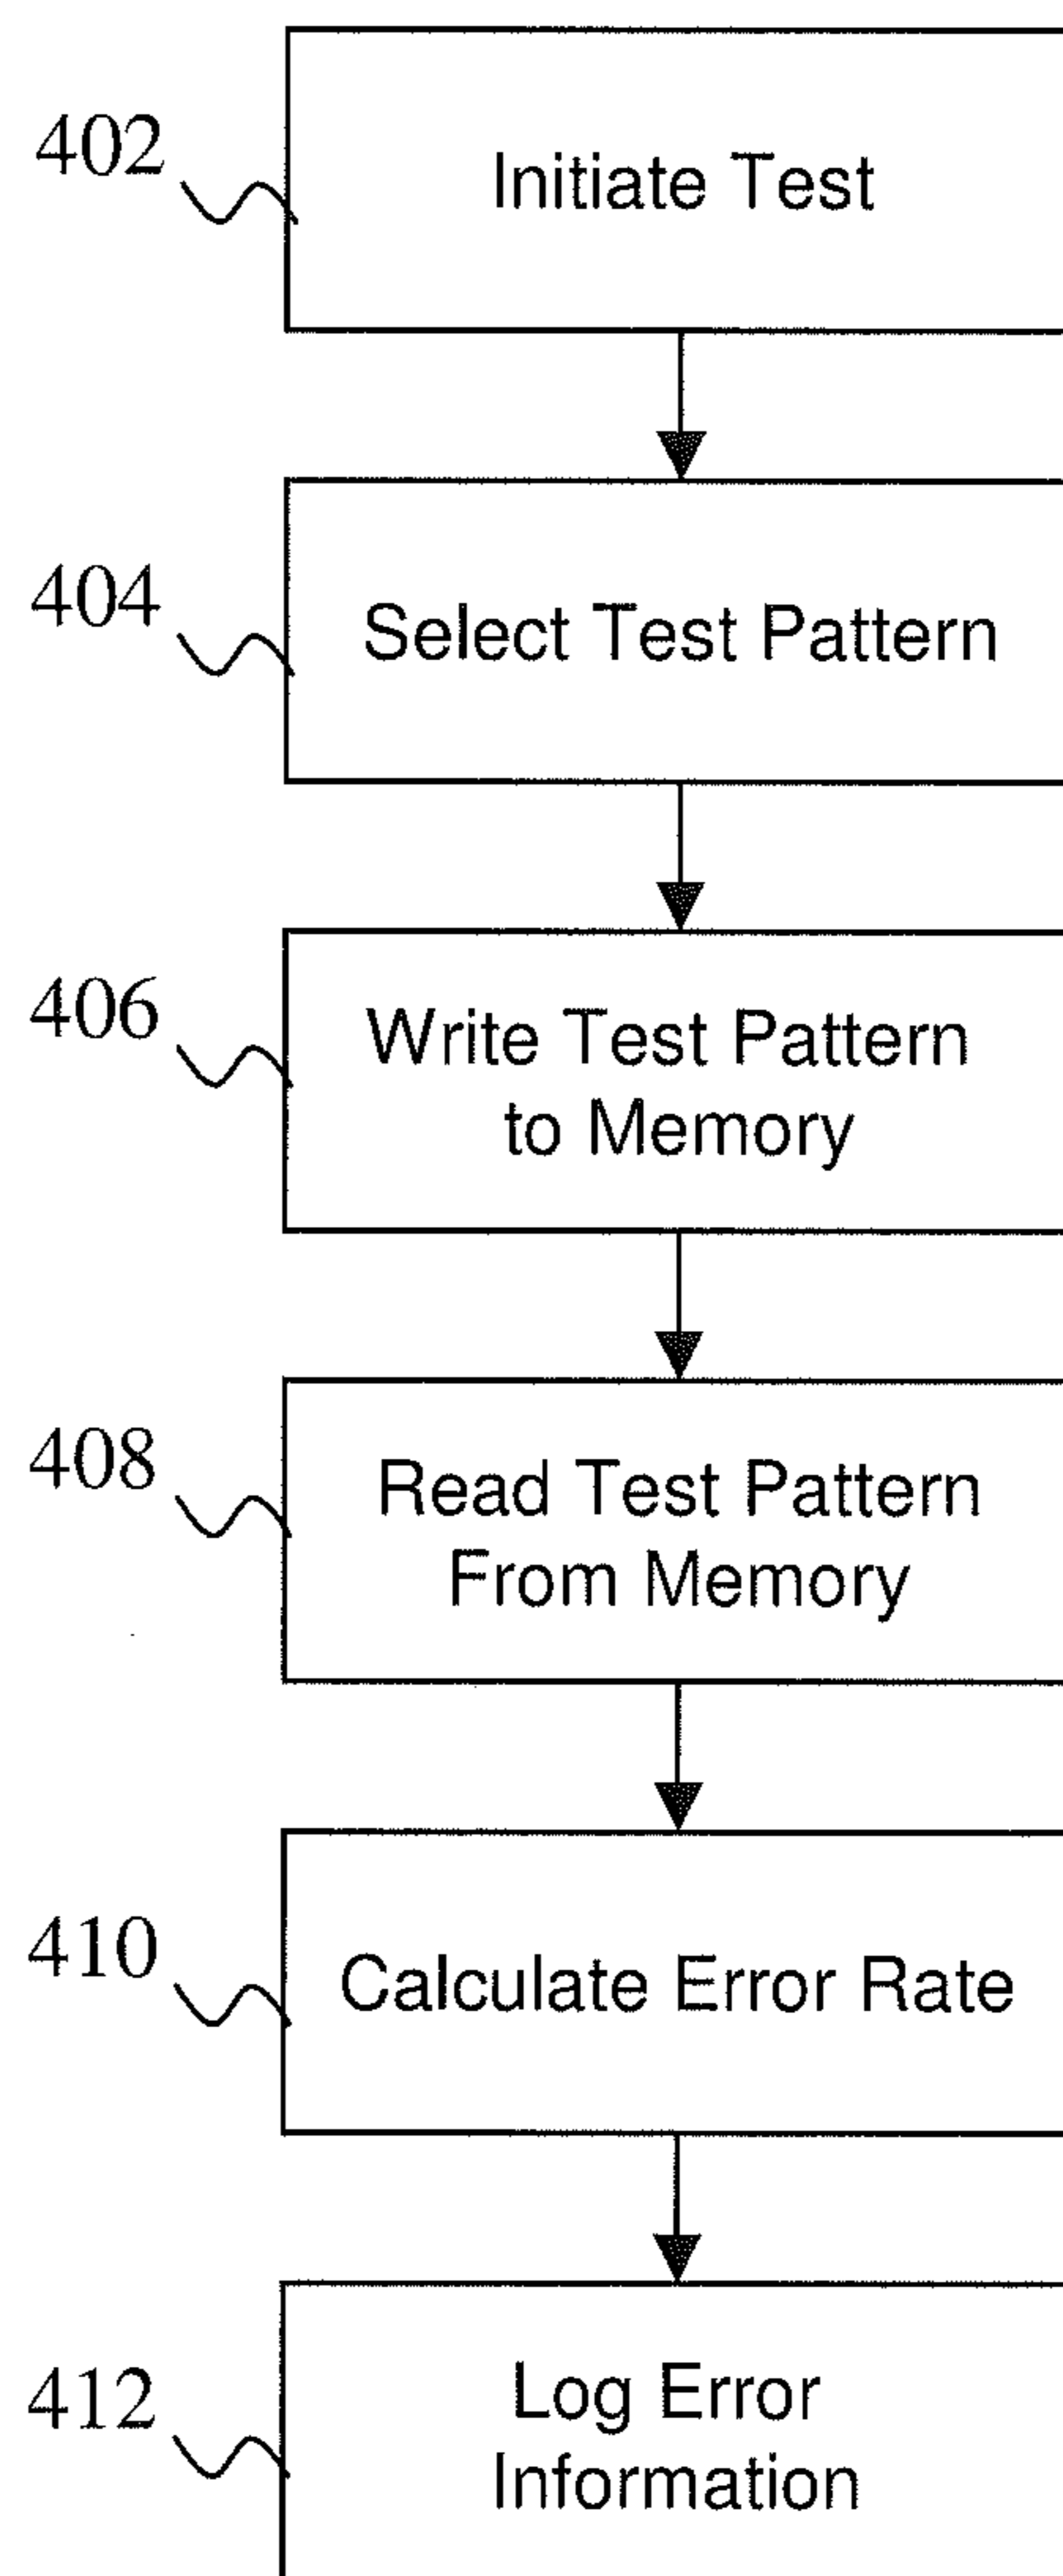 402
Initiate Test
404
Select Test Pattern
406
Write Test Pattern
to Memory
408
Read Test Pattern
From Memory
410
Calculate Error Rate
412
Log Error
Information